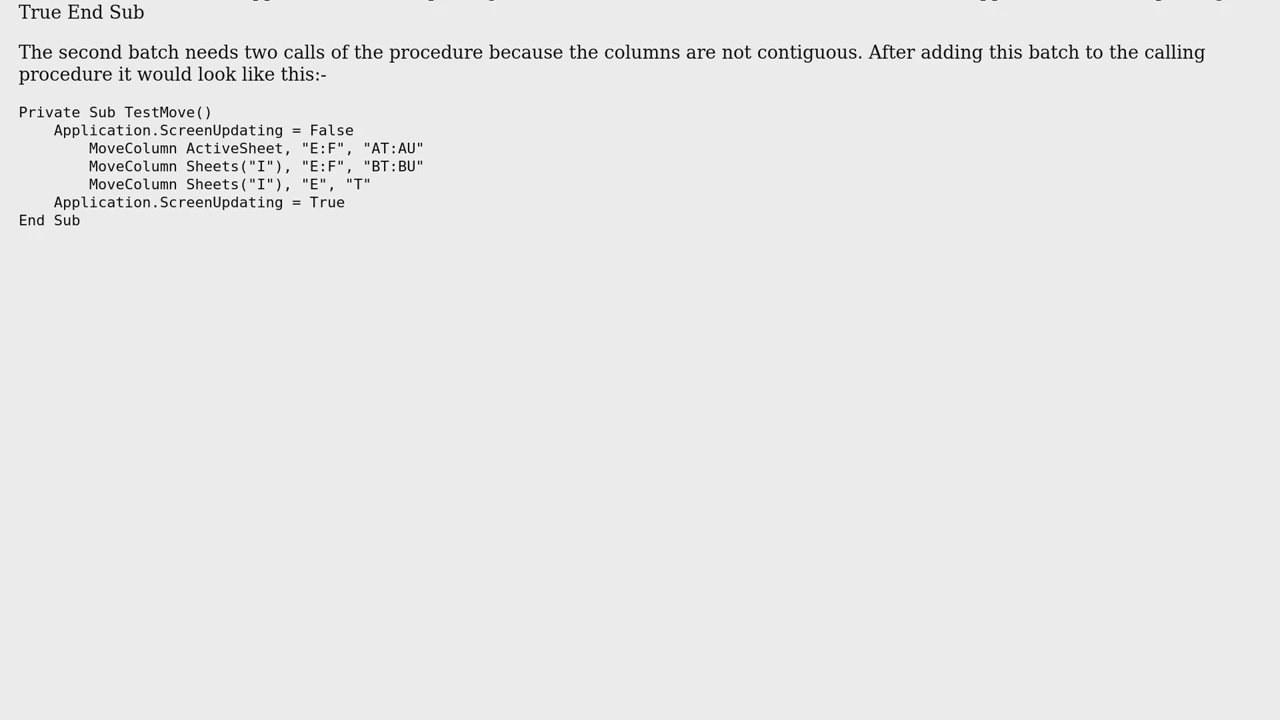 True End Sub
The second batch needs two calls of the procedure because the columns are not contiguous. After adding this batch to the calling
procedure it would look like this:-
Private Sub TestMove()
    Application.ScreenUpdating = False
        MoveColumn ActiveSheet, "E:F", "AT:AU"
        MoveColumn Sheets("I"), "E:F", "BT:BU"
        MoveColumn Sheets("I"), "E", "T"
    Application.ScreenUpdating = True
End Sub